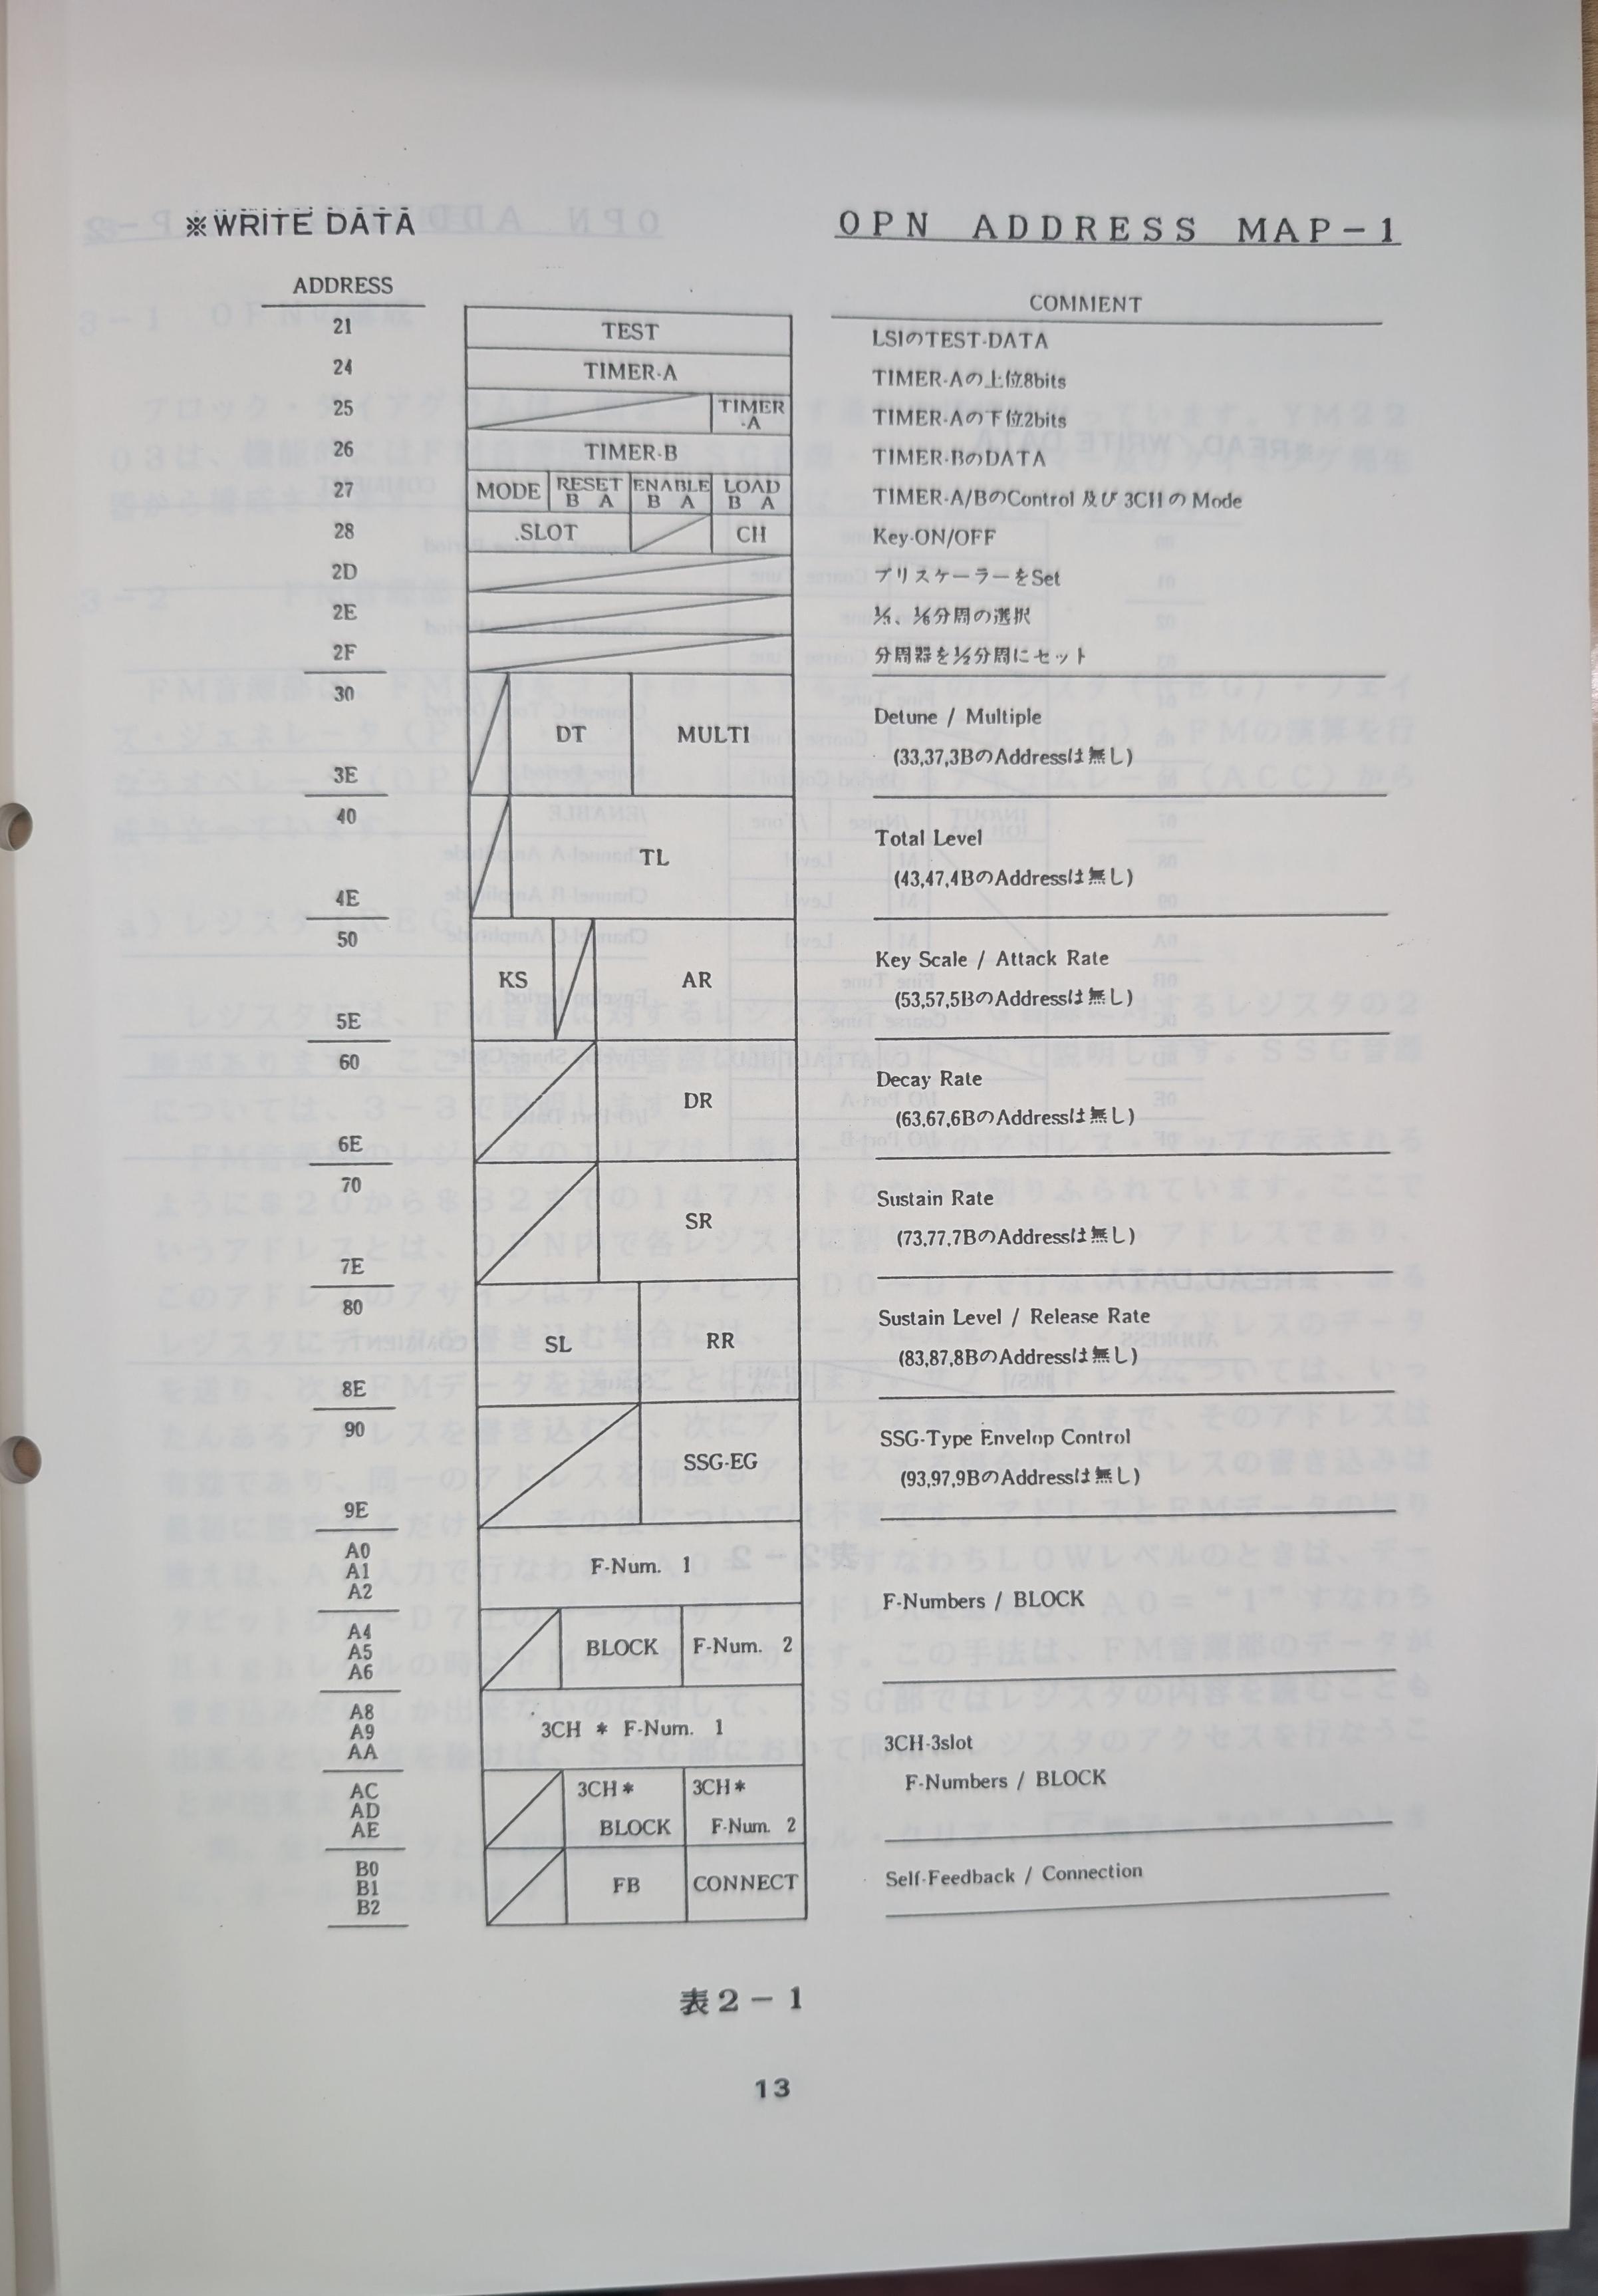 ※WRITE DATA
OPN ADDRESS MAP-1
ADDRESS
COMMENT
21 TEST LSIのTEST-DATA
24 TIMER-A TIMER-Aの上位8bits
25 TIMER-A TIMER-Aの下位2bits
26 TIMER-B TIMER-BのDATA
27 MODE RESET B A ENABLE B A LOAD B A TIMER-A/BのControl 及び 3CHのMode
28 .SLOT CH Key-ON/OFF
2D プリスケーラーをSet
2E 分周の選択
2F 分周器を½分周にセット
30
DT MULTI Detune / Multiple
3E (33,37,3BのAddressは無し)
40
TL Total Level
4E (43,47,4BのAddressは無し)
50
KS AR Key Scale / Attack Rate
5E (53,57,5BのAddressは無し)
60
DR Decay Rate
6E (63,67,6BのAddressは無し)
70
SR Sustain Rate
7E (73,77,7BのAddressは無し)
80
SL RR Sustain Level / Release Rate
8E (83,87,8BのAddressは無し)
90
SSG-EG SSG-Type Envelop Control
9E (93,97,9BのAddressは無し)
A0
A1 F-Num. 1
A2
F-Numbers / BLOCK
A4
A5 BLOCK F-Num. 2
A6
A8
A9 3CH * F-Num. 1
AA
3CH-3slot
F-Numbers / BLOCK
AC 3CH* 3CH*
AD
AE BLOCK F-Num. 2
B0
B1 FB CONNECT Self-Feedback / Connection
B2
表2-1
13